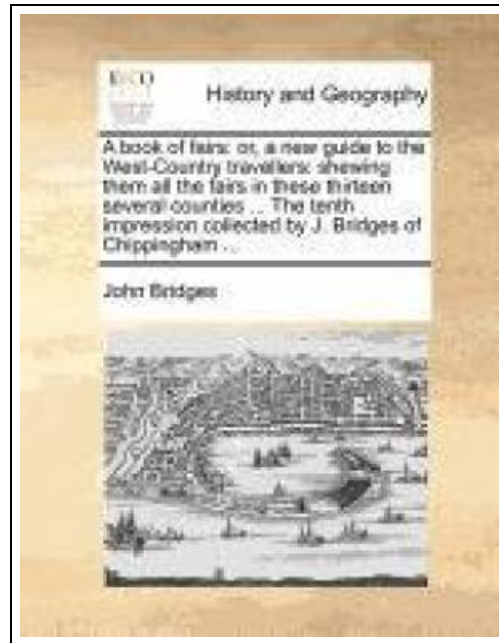 ECCO
History and Geography
A book of fairs: or, a new guide to the
West-Country travellers: shewing
them all the fairs in these thirteen
several counties ... The tenth
impression collected by J. Bridges of
Chippingham ...
John Bridges